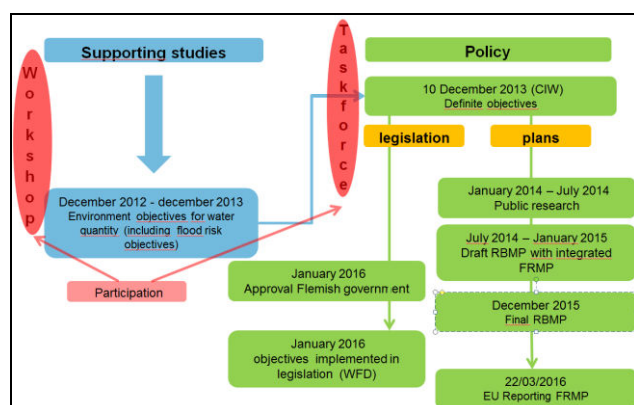 Supporting studies
Workshop
December 2012 - december 2013
Environment objectives for water
quantity (including flood risk
objectives)
Participation
Taskforce
Policy
10 December 2013 (CIW)
Definite objectives
legislation
plans
January 2014 – July 2014
Public research
July 2014 – January 2015
Draft RBMP with integrated
FRMP
January 2016
Approval Flemish government
December 2015
Final RBMP
January 2016
objectives implemented in
legislation (WFD)
22/03/2016
EU Reporting FRMP